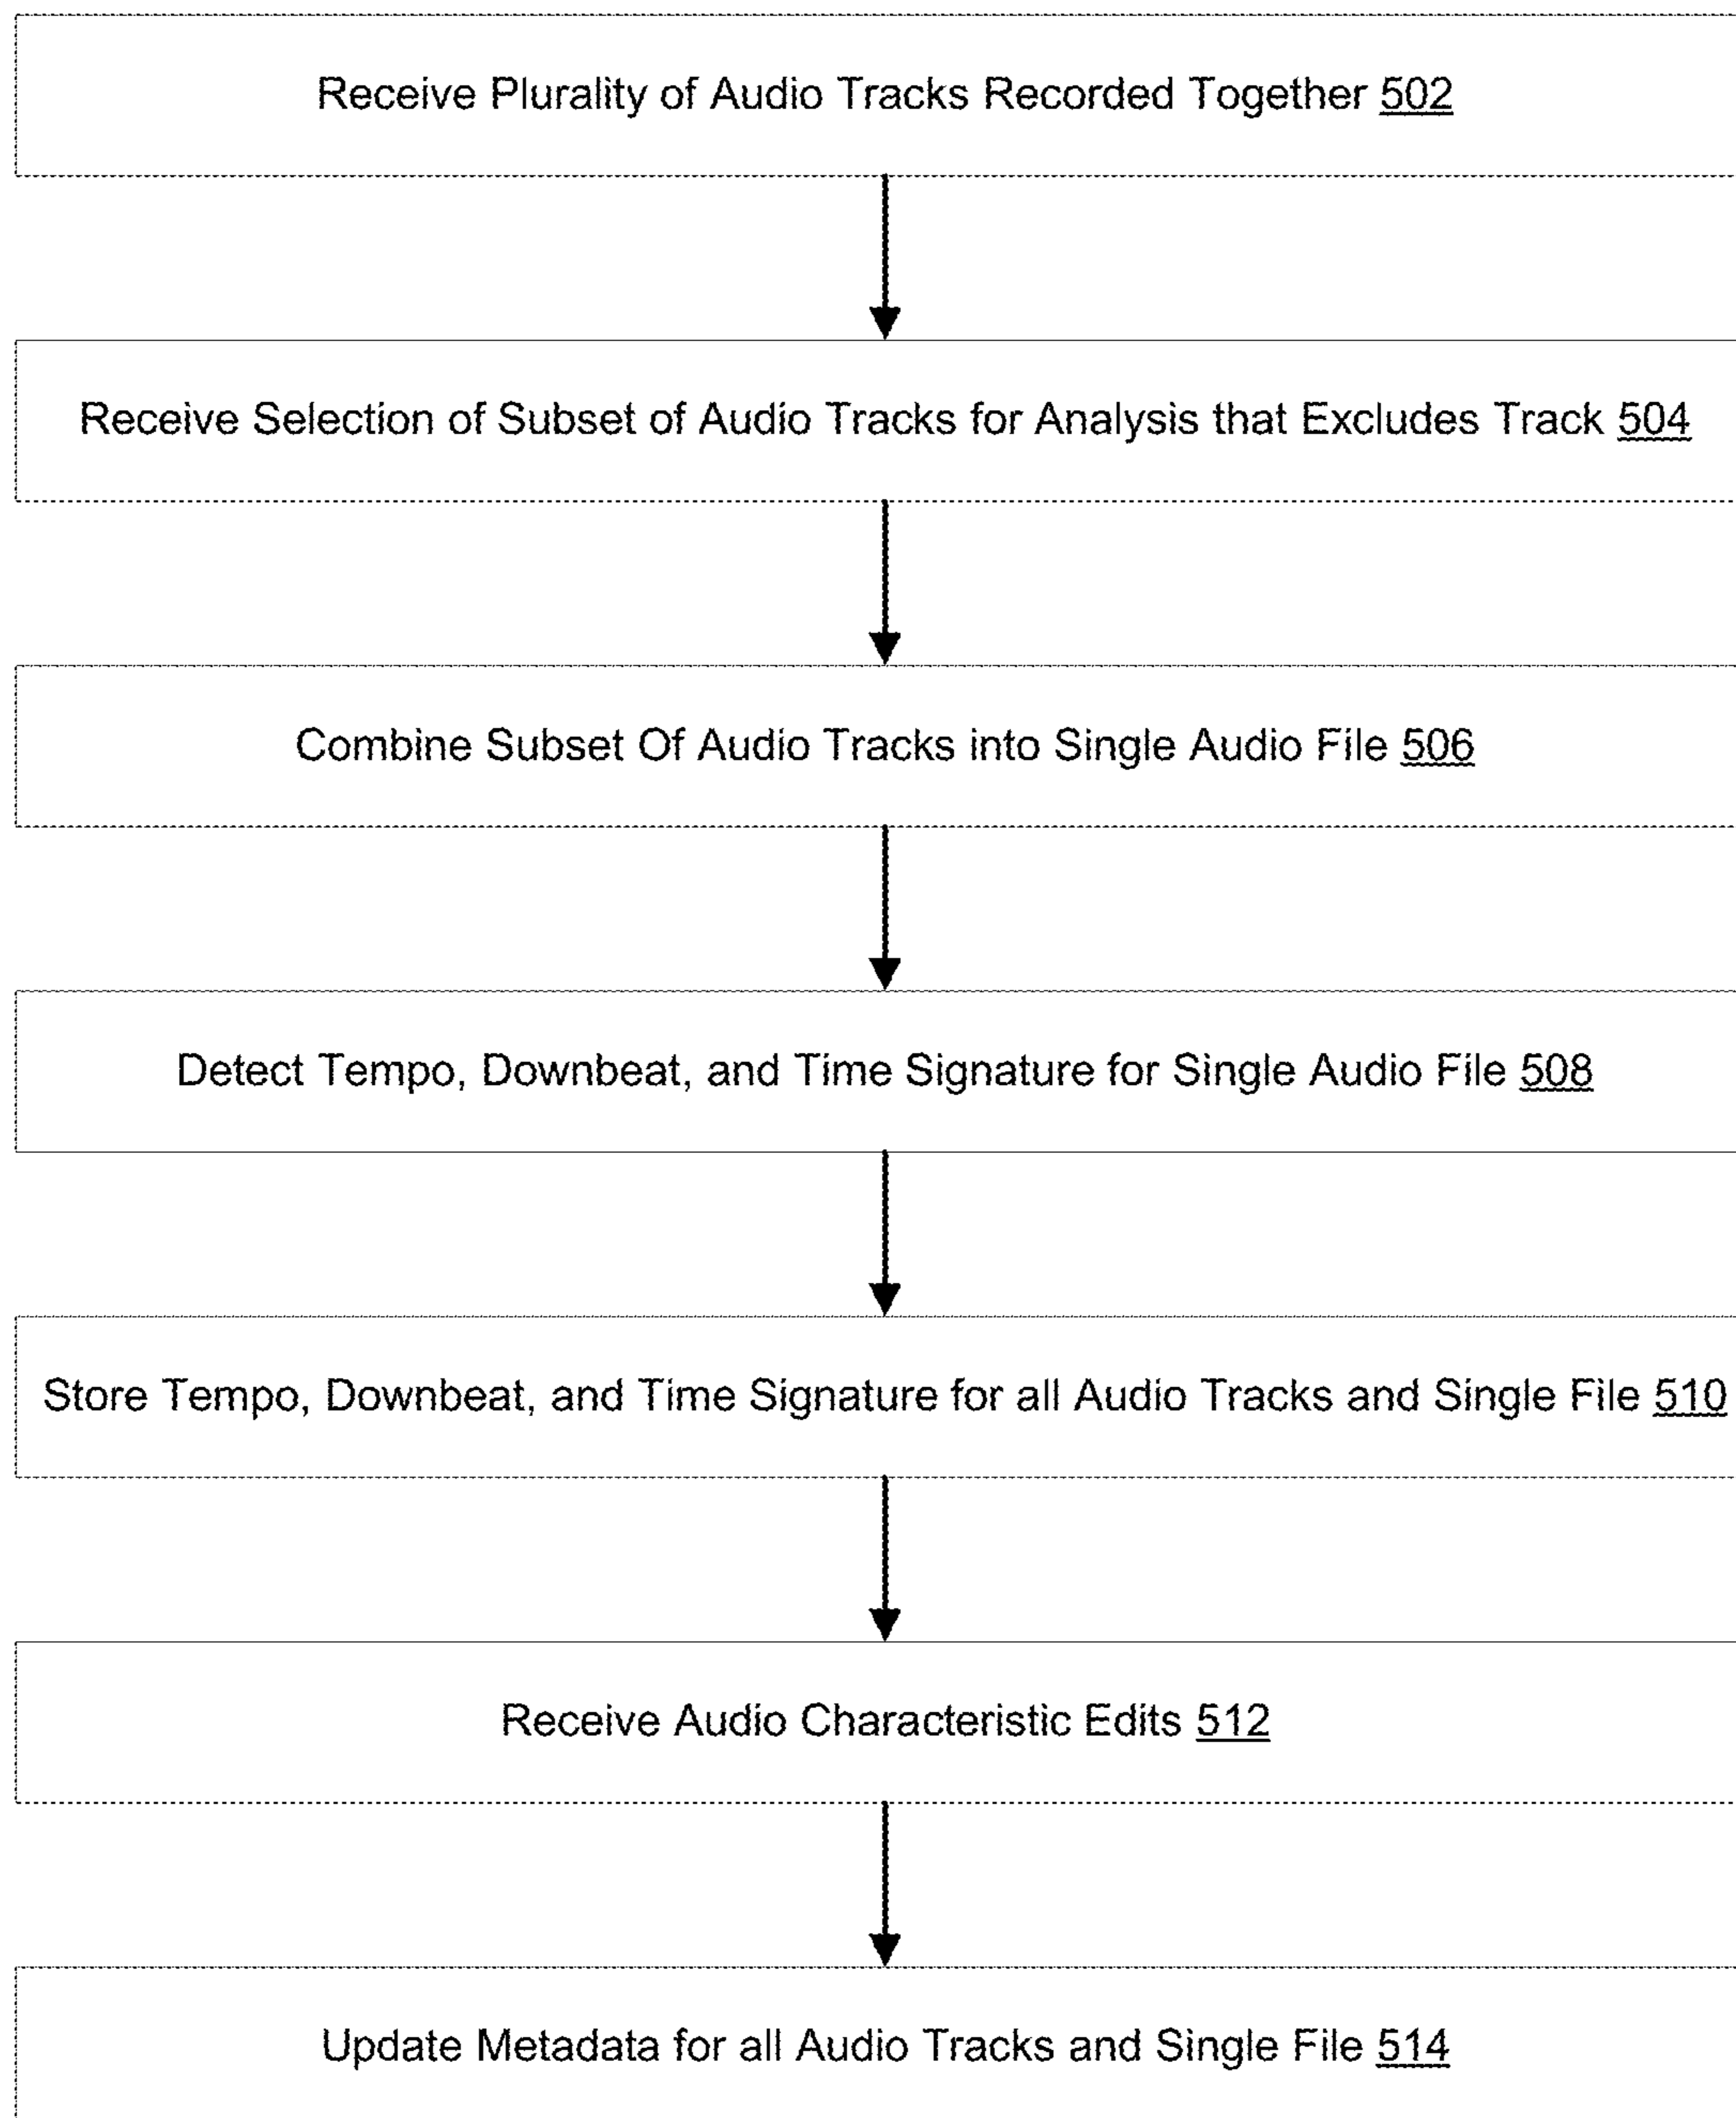 Receive Plurality of Audio Tracks Recorded Together 502
Receive Selection of Subset of Audio Tracks for Analysis that Excludes Track 504
Combine Subset Of Audio Tracks into Single Audio File 506
Detect Tempo, Downbeat, and Time Signature for Single Audio File 508
Store Tempo, Downbeat, and Time Signature for all Audio Tracks and Single File 510
Receive Audio Characteristic Edits 512
Update Metadata for all Audio Tracks and Single File 514